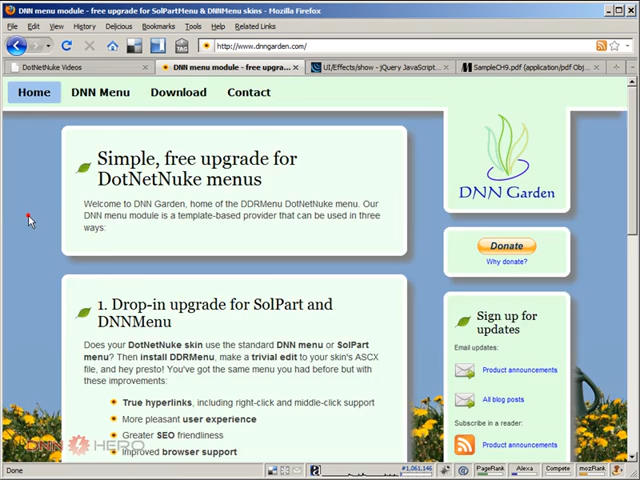 DNN menu module - free upgrade for SolPartMenu & DNNMenu skins - Mozilla Firefox
File Edit View History Delicious Bookmarks Tools Help Related Links
TAG
http://www.dnngarden.com/
DotNetNuke Videos
DNN menu module - free upgra...
UI/Effects/show - jQuery JavaScript...
SampleCH9.pdf (application/pdf Obj...
Home DNN Menu Download Contact
Simple, free upgrade for
DotNetNuke menus
Welcome to DNN Garden, home of the DDRMenu DotNetNuke menu. Our
DNN menu module is a template-based provider that can be used in three
ways:
DNN Garden
Donate
Why donate?
1. Drop-in upgrade for SolPart and
DNNMenu
Does your DotNetNuke skin use the standard DNN menu or SolPart
menu? Then install DDRMenu, make a trivial edit to your skin's ASCX
file, and hey presto! You've got the same menu you had before but with
these improvements:
True hyperlinks, including right-click and middle-click support
More pleasant user experience
Greater SEO friendliness
Improved browser support
Sign up for
updates
Email updates:
Product announcements
All blog posts
Subscribe in a reader:
Product announcements
DNN HERO
Done
#1,061,146
PageRank
Alexa
Compete
mozRank